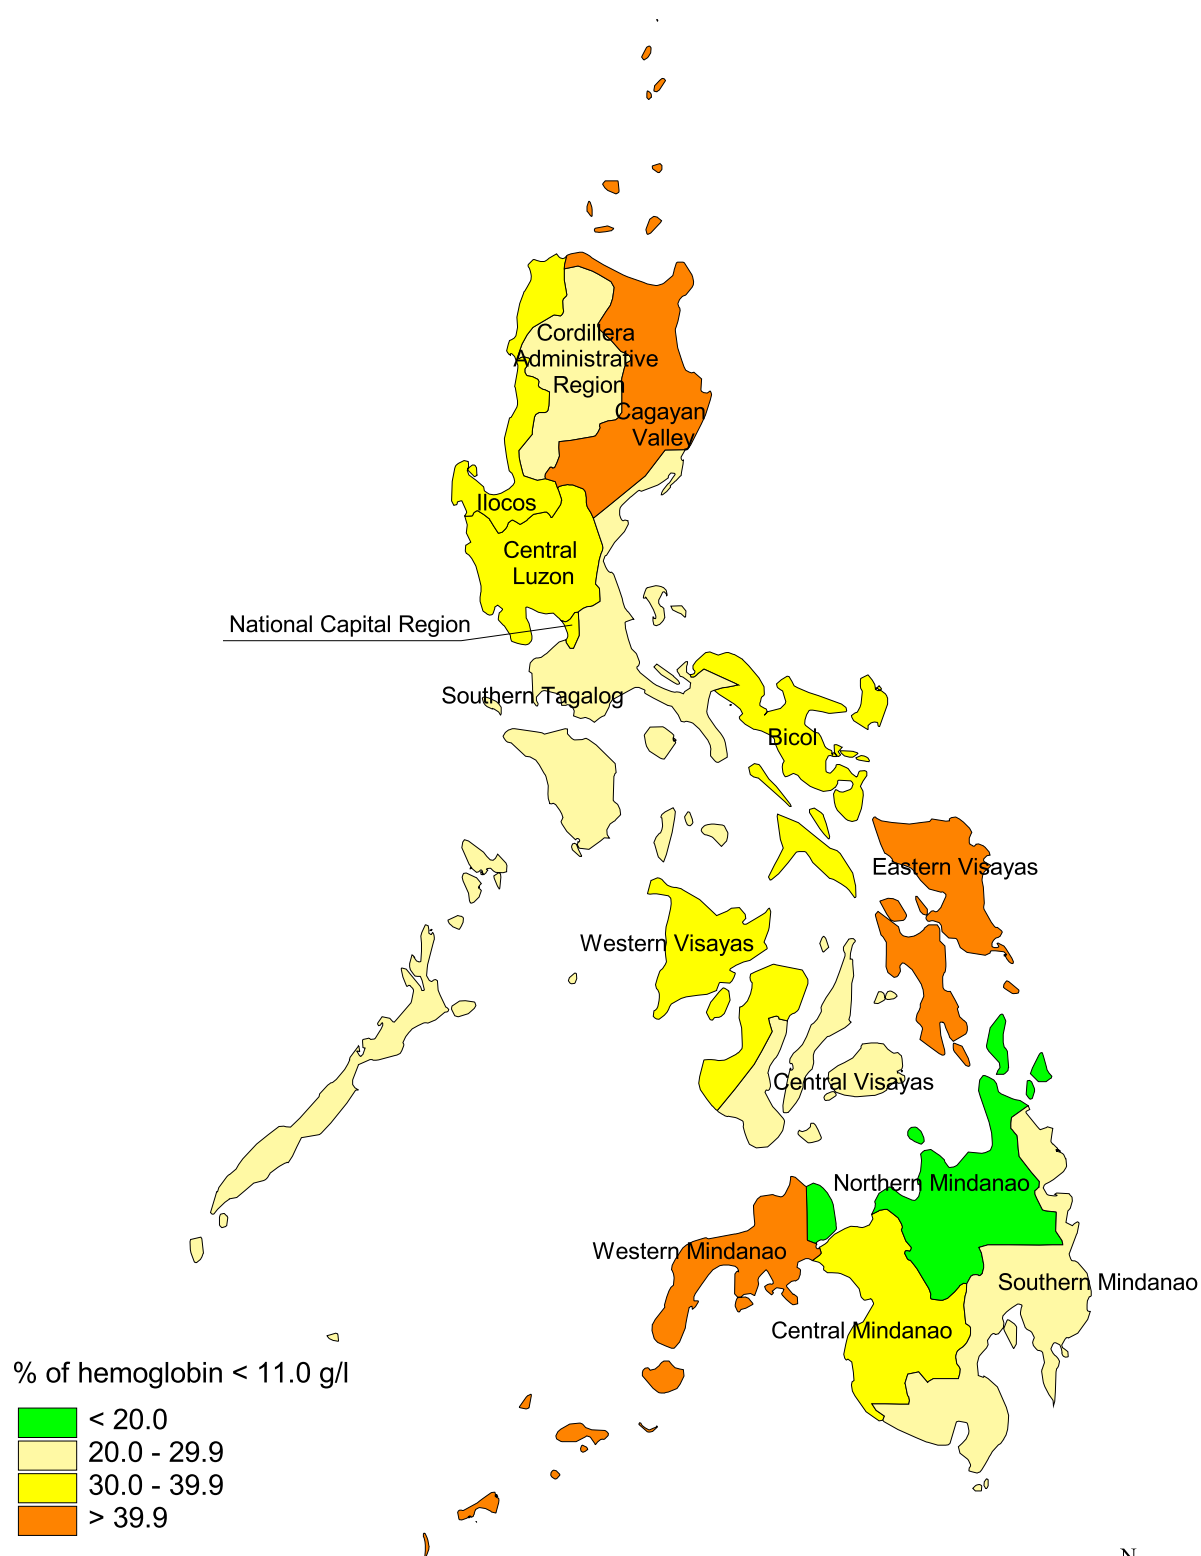 Cordillera
Administrative
Region
Cagayan
Valley
Ilocos
Central
Luzon
National Capital Region
Southern Tagalog
Bicol
Eastern Visayas
Western Visayas
Central Visayas
Northern Mindanao
Western Mindanao
Southern Mindanao
Central Mindanao
% of hemoglobin < 11.0 g/l
< 20.0
20.0 - 29.9
30.0 - 39.9
> 39.9
N